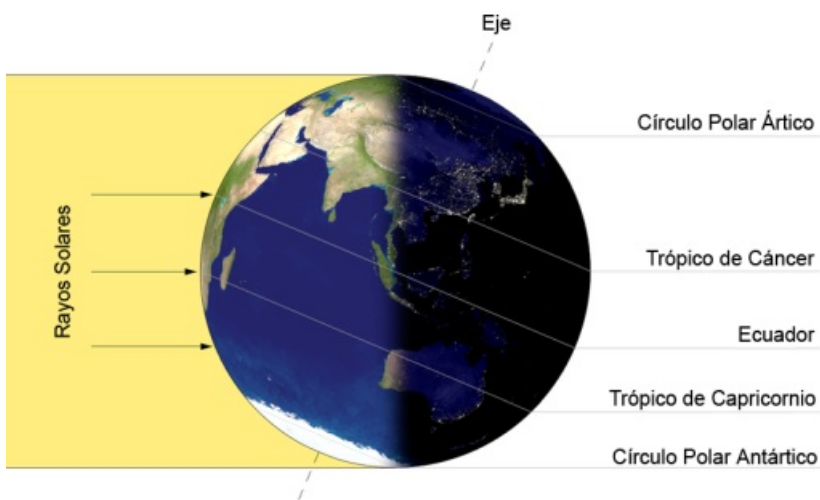 Eje
Círculo Polar Ártico
Rayos Solares
Trópico de Cáncer
Ecuador
Trópico de Capricornio
Círculo Polar Antártico